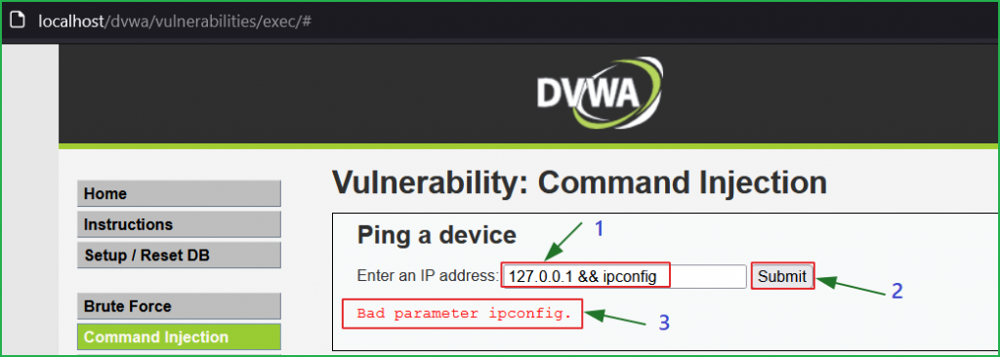 localhost/dvwa/vulnerabilities/exec/#
DVWA
Home
Instructions
Setup / Reset DB
Brute Force
Command Injection
Vulnerability: Command Injection
Ping a device
1
Enter an IP address: 127.0.0.1 && ipconfig Submit
2
Bad parameter ipconfig.
3